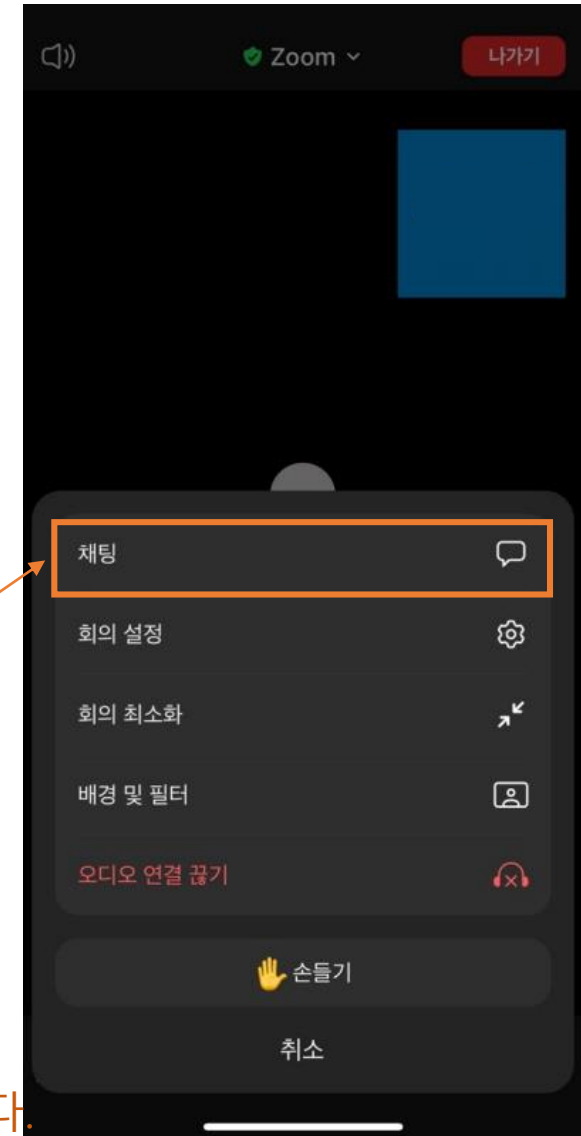 Zoom
나가기
채팅
회의 설정
회의 최소화
배경 및 필터
오디오 연결 끊기
손들기
취소
다.